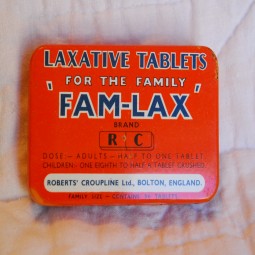 LAXATIVE TABLETS
FOR THE FAMILY
'FAM-LAX'
BRAND
R C
DOSE – ADULTS – HALF TO ONE TABLET
CHILDREN: ONE EIGHTH TO HALF A TABLET CRUSHED
ROBERTS' CROUPLINE Ltd., BOLTON, ENGLAND.
FAMILY SIZE – CONTAINS TABLETS